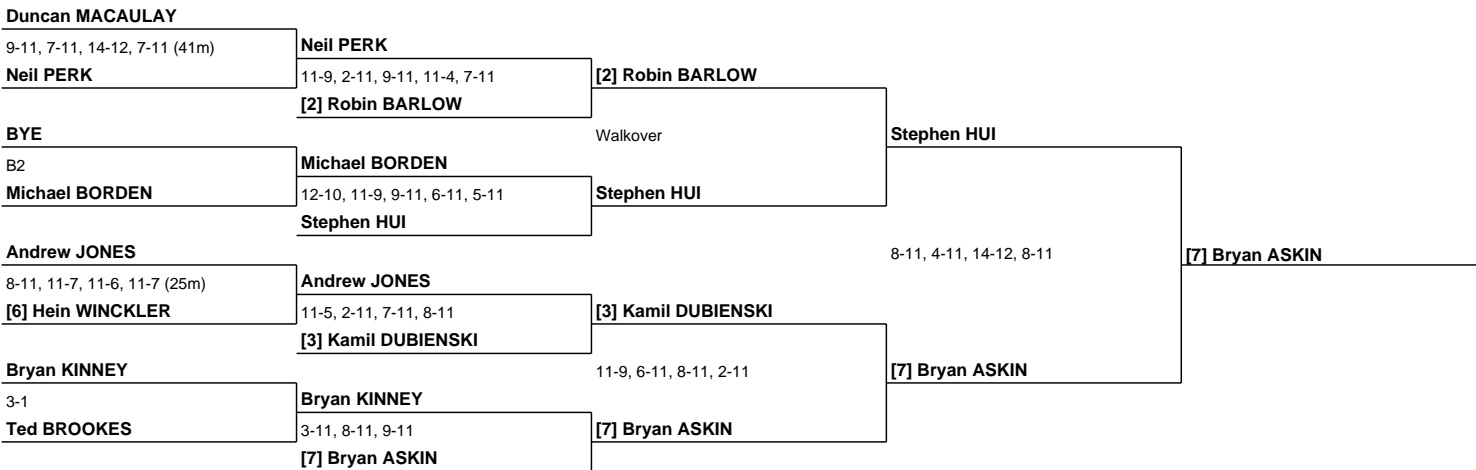 Duncan MACAULAY
9-11, 7-11, 14-12, 7-11 (41m)
Neil PERK
BYE
B2
Michael BORDEN
Andrew JONES
8-11, 11-7, 11-6, 11-7 (25m)
[6] Hein WINCKLER
Bryan KINNEY
3-1
Ted BROOKES
Neil PERK
11-9, 2-11, 9-11, 11-4, 7-11
[2] Robin BARLOW
Michael BORDEN
12-10, 11-9, 9-11, 6-11, 5-11
Stephen HUI
Andrew JONES
11-5, 2-11, 7-11, 8-11
[3] Kamil DUBIENSKI
Bryan KINNEY
3-11, 8-11, 9-11
[7] Bryan ASKIN
[2] Robin BARLOW
Walkover
Stephen HUI
[3] Kamil DUBIENSKI
11-9, 6-11, 8-11, 2-11
[7] Bryan ASKIN
Stephen HUI
8-11, 4-11, 14-12, 8-11
[7] Bryan ASKIN
[7] Bryan ASKIN